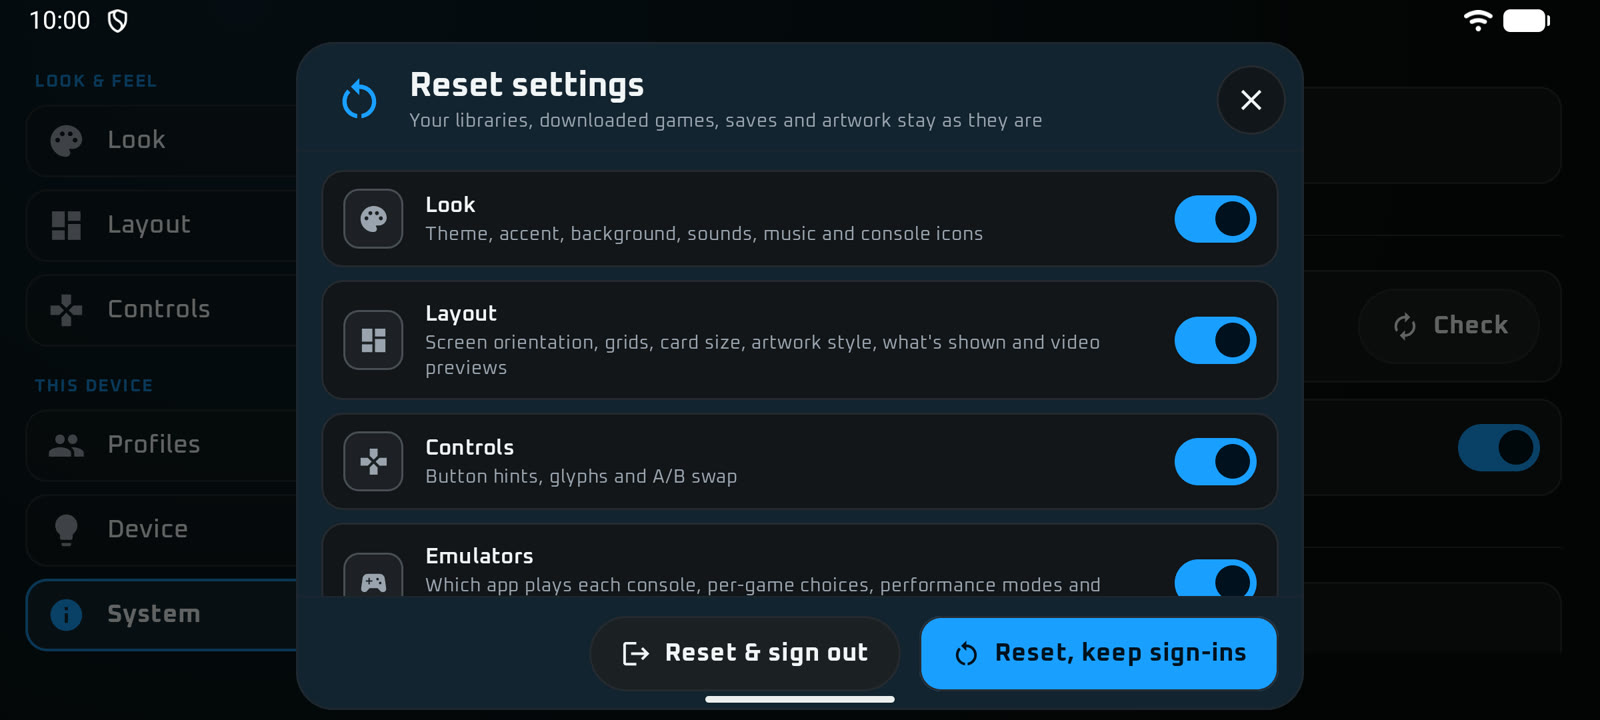 10:00
LOOK & FEEL
Look
Layout
Controls
THIS DEVICE
Profiles
Device
System
Reset settings
Your libraries, downloaded games, saves and artwork stay as they are
Look
Theme, accent, background, sounds, music and console icons
Layout
Screen orientation, grids, card size, artwork style, what's shown and video
previews
Controls
Button hints, glyphs and A/B swap
Emulators
Which app plays each console, per-game choices, performance modes and
Reset & sign out
Reset, keep sign-ins
Check